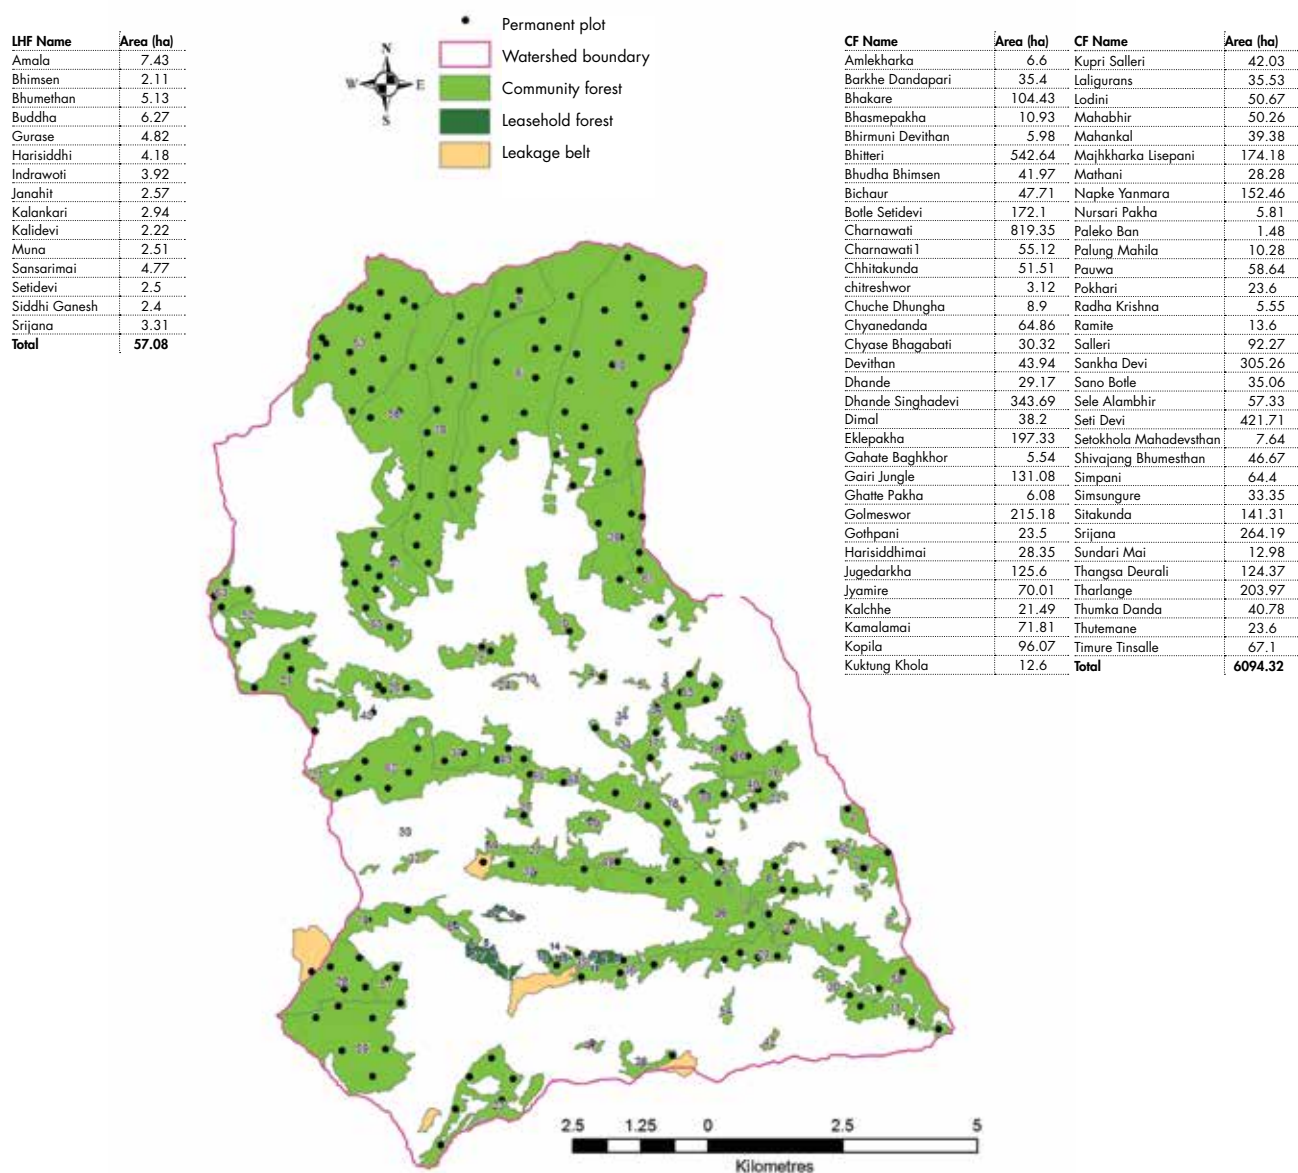 Permanent plot
Watershed boundary
Community forest
Leasehold forest
Leakage belt
N
W E
S
LHF Name Area (ha)
Amala 7.43
Bhimsen 2.11
Bhumethan 5.13
Buddha 6.27
Gurase 4.82
Harisiddhi 4.18
Indrawoti 3.92
Janahit 2.57
Kalankari 2.94
Kalidevi 2.22
Muna 2.51
Sansarimai 4.77
Setidevi 2.5
Siddhi Ganesh 2.4
Srijana 3.31
Total 57.08
CF Name Area (ha) CF Name Area (ha)
Amlekharka 6.6 Kupri Salleri 42.03
Barkhe Dandapari 35.4 Laligurans 35.53
Bhakare 104.43 Lodini 50.67
Bhasmepakha 10.93 Mahabhir 50.26
Bhirmuni Devithan 5.98 Mahankal 39.38
Bhitteri 542.64 Majhkharka Lisepani 174.18
Bhudha Bhimsen 41.97 Mathani 28.28
Bichaur 47.71 Napke Yanmara 152.46
Botle Setidevi 172.1 Nursari Pakha 5.81
Charnawati 819.35 Paleko Ban 1.48
Charnawati1 55.12 Palung Mahila 10.28
Chhitakunda 51.51 Pauwa 58.64
chitreshwor 3.12 Pokhari 23.6
Chuche Dhungha 8.9 Radha Krishna 5.55
Chyanedanda 64.86 Ramite 13.6
Chyase Bhagabati 30.32 Salleri 92.27
Devithan 43.94 Sankha Devi 305.26
Dhande 29.17 Sano Botle 35.06
Dhande Singhadevi 343.69 Sele Alambhir 57.33
Dimal 38.2 Seti Devi 421.71
Eklepakha 197.33 Setokhola Mahadevsthan 7.64
Gahate Baghkhor 5.54 Shivajang Bhumesthan 46.67
Gairi Jungle 131.08 Simpani 64.4
Ghatte Pakha 6.08 Simsungure 33.35
Golmeswor 215.18 Sitakunda 141.31
Gothpani 23.5 Srijana 264.19
Harisiddhimai 28.35 Sundari Mai 12.98
Jugedarkha 125.6 Thangsa Deurali 124.37
Jyamire 70.01 Tharlange 203.97
Kalchhe 21.49 Thumka Danda 40.78
Kamalamai 71.81 Thutemane 23.6
Kopila 96.07 Timure Tinsalle 67.1
Kuktung Khola 12.6 Total 6094.32
2.5 1.25 0 2.5 5
Kilometres